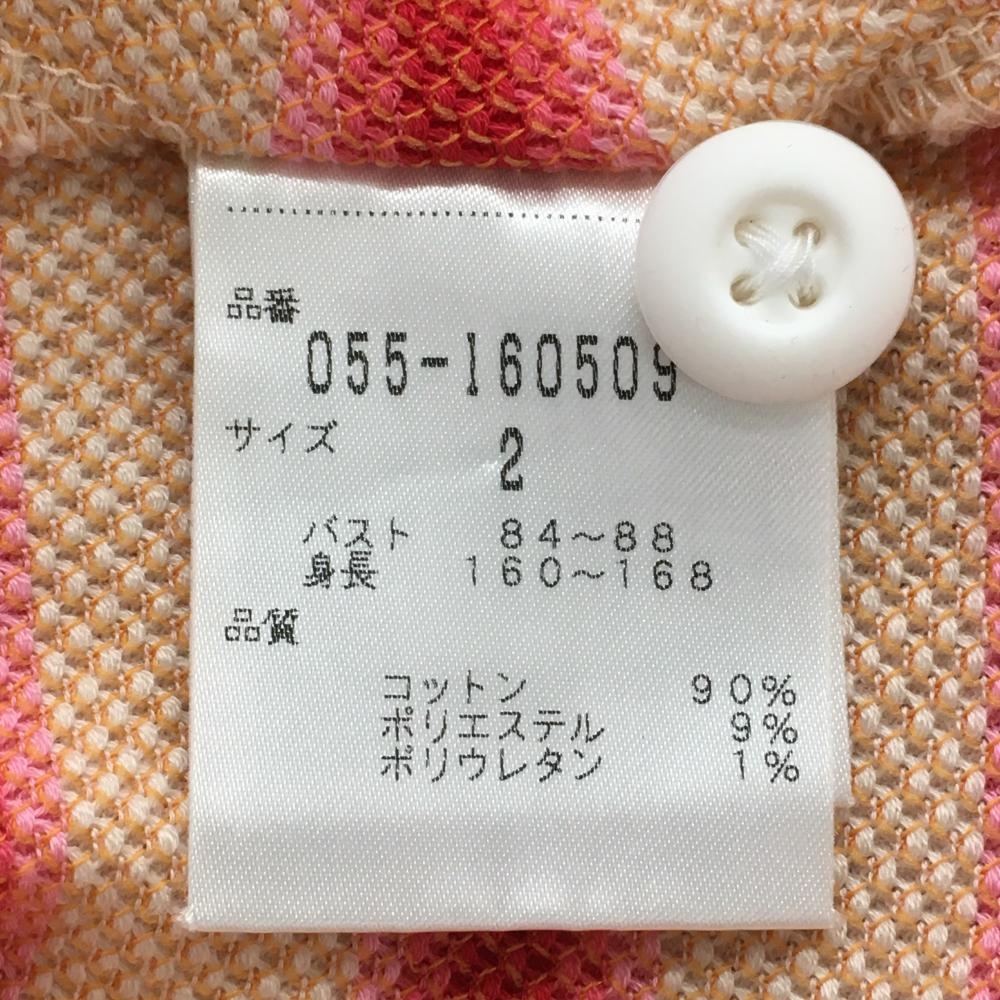 品番
055-160509
サイズ 2
バスト 84～88
身長 160～168
品質
コットン 90%
ポリエステル 9%
ポリウレタン 1%